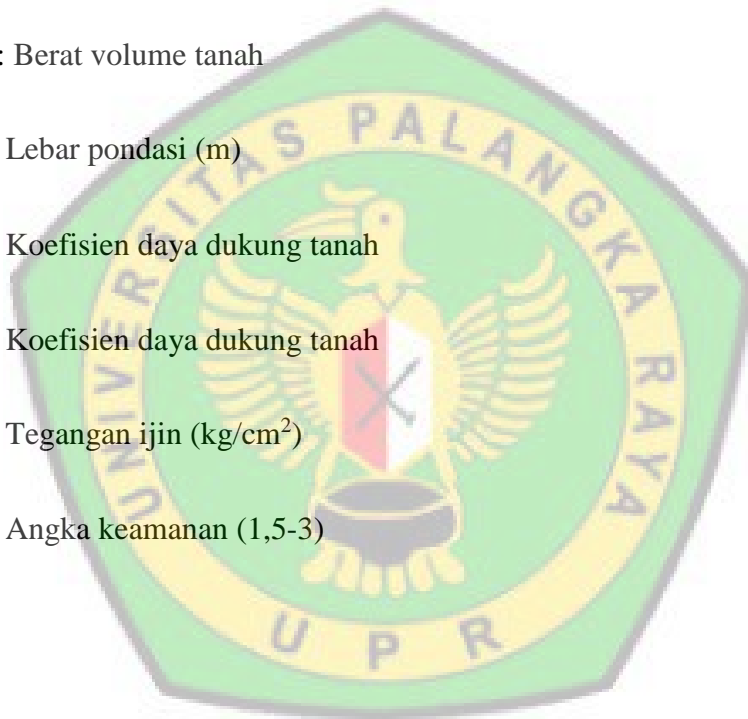 : Berat volume tanah
Lebar pondasi (m)
Koefisien daya dukung tanah
Koefisien daya dukung tanah
Tegangan ijin (kg/cm²)
Angka keamanan (1,5-3)
UNIVERSITAS PALANGKA RAYA
UPR